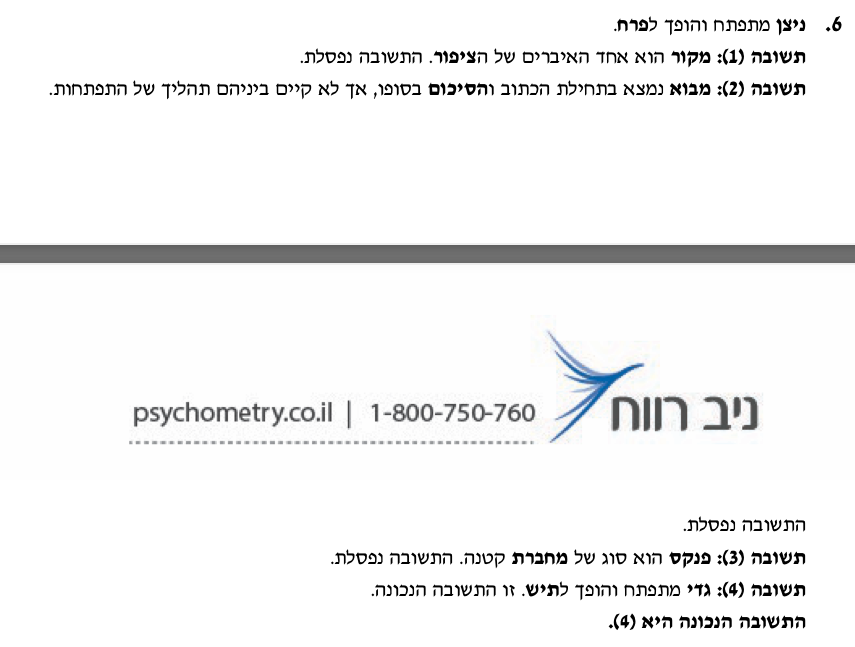 6. ניצן מתפתח והופך לפרח.
תשובה (1): מקור הוא אחד האיברים של הציפור. התשובה נפסלת.
תשובה (2): מבוא נמצא בתחילת הכתוב והסיכום בסופו, אך לא קיים ביניהם תהליך של התפתחות.
ניב רווח
psychometry.co.il | 1-800-750-760
התשובה נפסלת.
תשובה (3): פנקס הוא סוג של מחברת קטנה. התשובה נפסלת.
תשובה (4): גדי מתפתח והופך לתיש. זו התשובה הנכונה.
התשובה הנכונה היא (4).